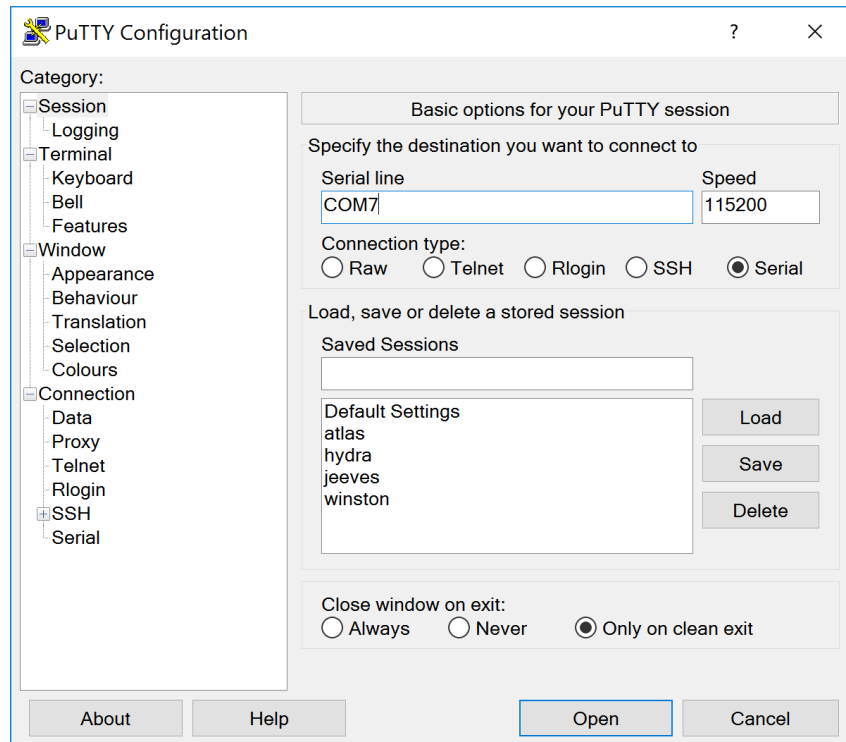 PuTTY Configuration
?
Category:
Session
Logging
Terminal
Keyboard
Bell
Features
Window
Appearance
Behaviour
Translation
Selection
Colours
Connection
Data
Proxy
Telnet
Rlogin
SSH
Serial
Basic options for your PuTTY session
Specify the destination you want to connect to
Serial line Speed
COM7 115200
Connection type:
Raw Telnet Rlogin SSH Serial
Load, save or delete a stored session
Saved Sessions
Default Settings
atlas
hydra
jeeves
winston
Load
Save
Delete
Close window on exit:
Always Never Only on clean exit
About Help Open Cancel